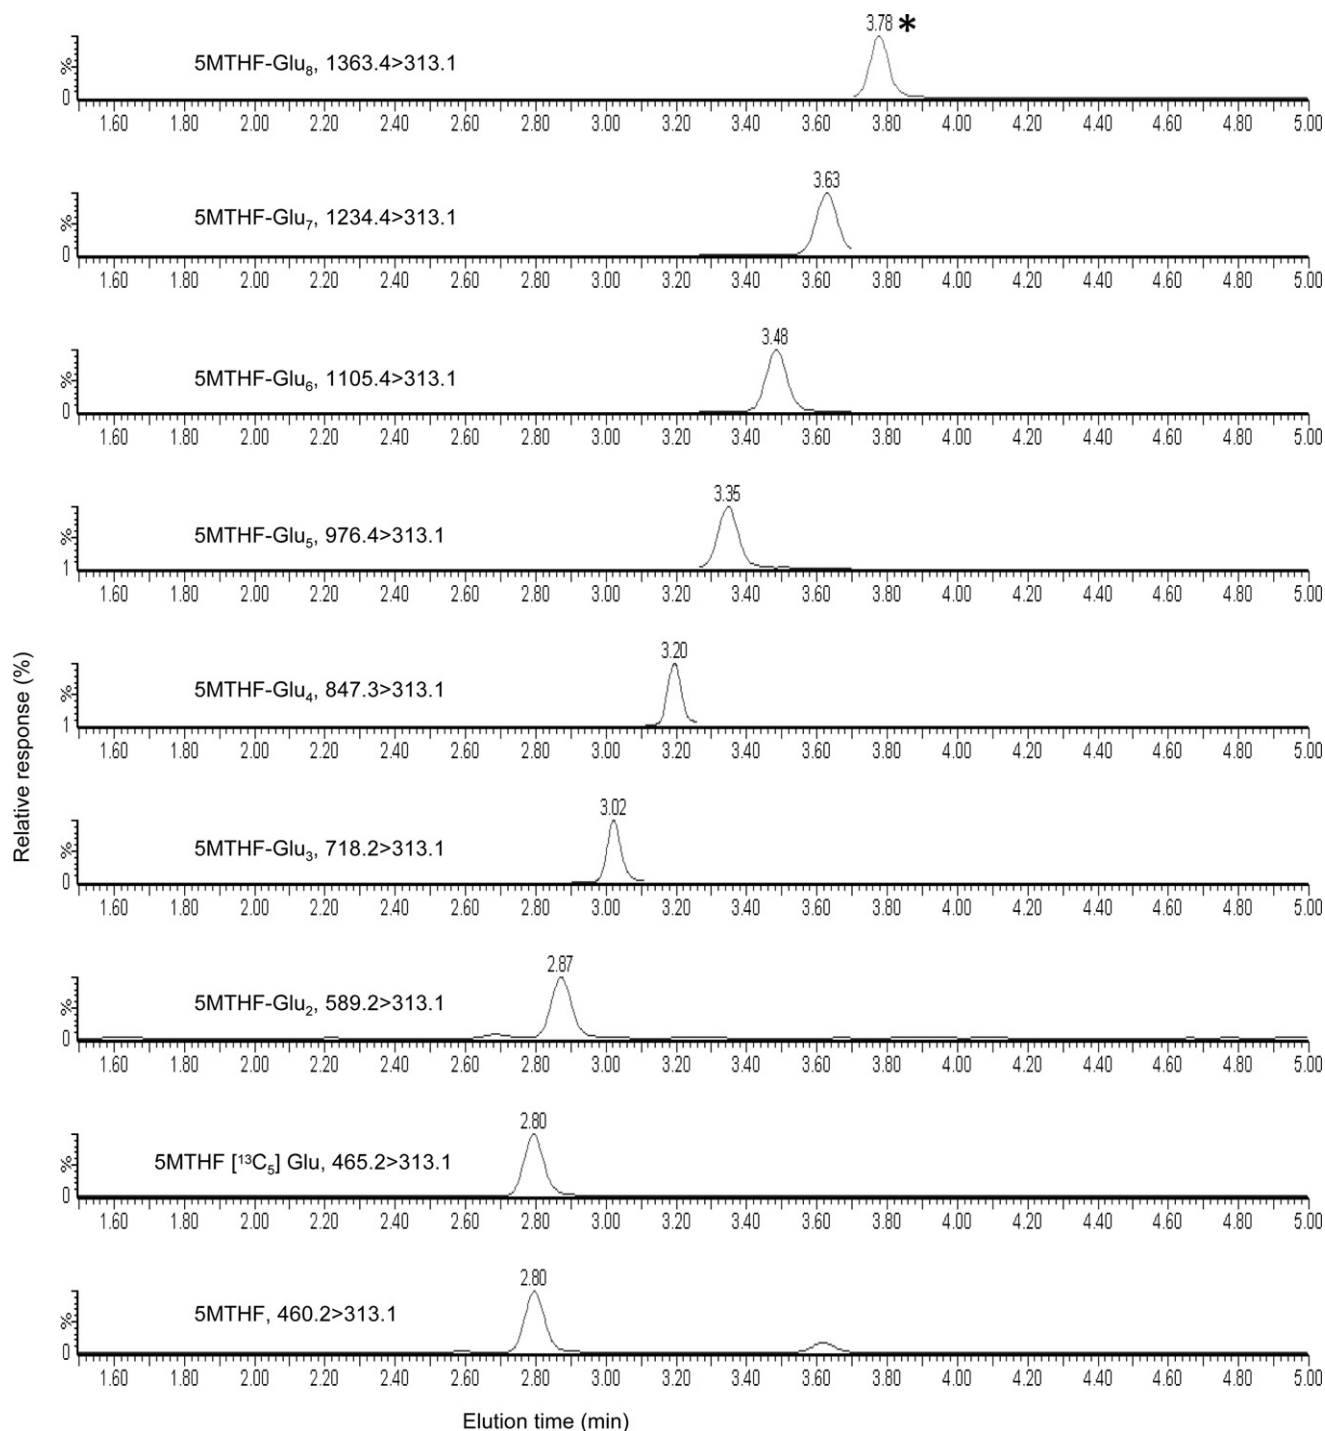 3.78 *
5MTHF-Glu₈, 1363.4>313.1
%
0
1.60 1.80 2.00 2.20 2.40 2.60 2.80 3.00 3.20 3.40 3.60 3.80 4.00 4.20 4.40 4.60 4.80 5.00
3.63
5MTHF-Glu₇, 1234.4>313.1
%
0
1.60 1.80 2.00 2.20 2.40 2.60 2.80 3.00 3.20 3.40 3.60 3.80 4.00 4.20 4.40 4.60 4.80 5.00
3.48
5MTHF-Glu₆, 1105.4>313.1
%
0
1.60 1.80 2.00 2.20 2.40 2.60 2.80 3.00 3.20 3.40 3.60 3.80 4.00 4.20 4.40 4.60 4.80 5.00
3.35
5MTHF-Glu₅, 976.4>313.1
%
1
1.60 1.80 2.00 2.20 2.40 2.60 2.80 3.00 3.20 3.40 3.60 3.80 4.00 4.20 4.40 4.60 4.80 5.00
3.20
5MTHF-Glu₄, 847.3>313.1
%
1
1.60 1.80 2.00 2.20 2.40 2.60 2.80 3.00 3.20 3.40 3.60 3.80 4.00 4.20 4.40 4.60 4.80 5.00
Relative response (%)
3.02
5MTHF-Glu₃, 718.2>313.1
%
0
1.60 1.80 2.00 2.20 2.40 2.60 2.80 3.00 3.20 3.40 3.60 3.80 4.00 4.20 4.40 4.60 4.80 5.00
2.87
5MTHF-Glu₂, 589.2>313.1
%
0
1.60 1.80 2.00 2.20 2.40 2.60 2.80 3.00 3.20 3.40 3.60 3.80 4.00 4.20 4.40 4.60 4.80 5.00
2.80
5MTHF [¹³C₅] Glu, 465.2>313.1
%
0
1.60 1.80 2.00 2.20 2.40 2.60 2.80 3.00 3.20 3.40 3.60 3.80 4.00 4.20 4.40 4.60 4.80 5.00
2.80
5MTHF, 460.2>313.1
%
0
1.60 1.80 2.00 2.20 2.40 2.60 2.80 3.00 3.20 3.40 3.60 3.80 4.00 4.20 4.40 4.60 4.80 5.00
Elution time (min)